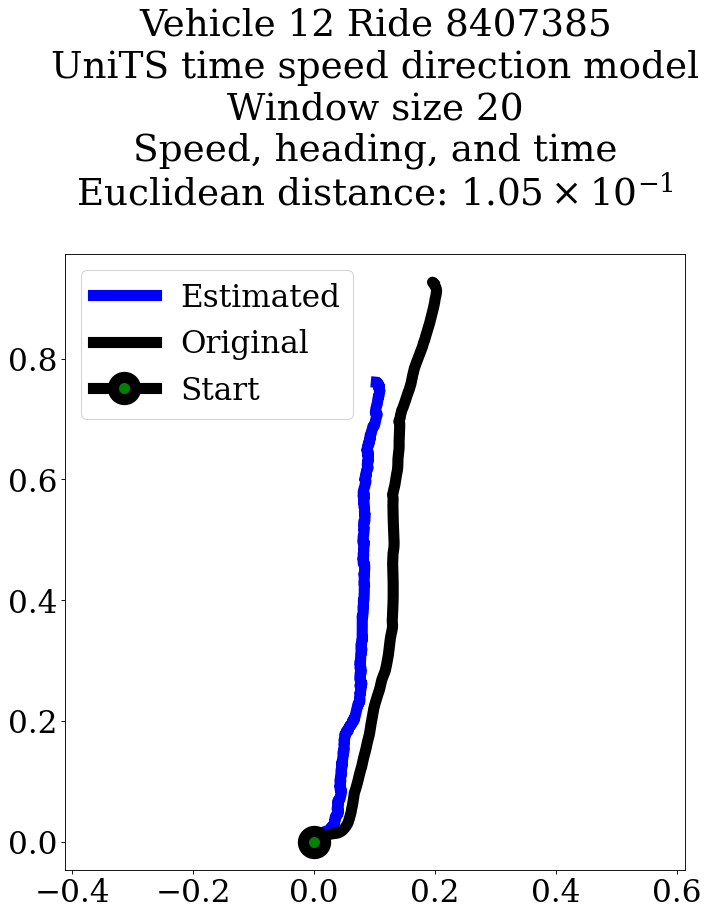 Vehicle 12 Ride 8407385
UniTS time speed direction model
Window size 20
Speed, heading, and time
Euclidean distance: 1.05 × 10⁻¹
Estimated
Original
Start
0.8
0.6
0.4
0.2
0.0
−0.4 −0.2 0.0 0.2 0.4 0.6